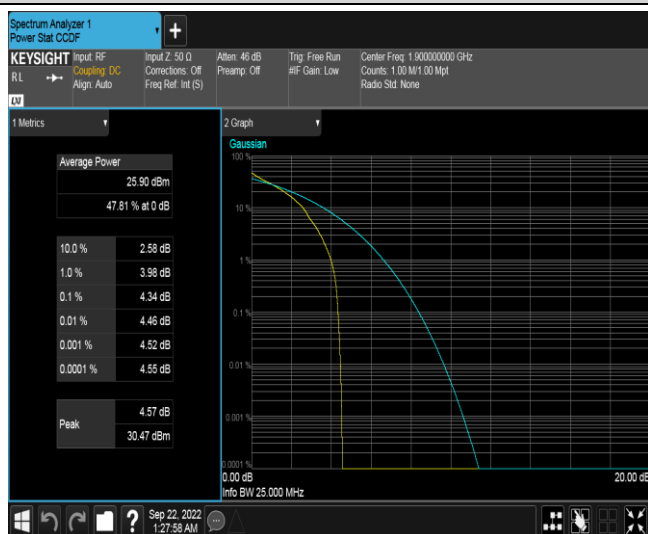 Spectrum Analyzer 1
Power Stat CCDF
+
KEYSIGHT
RL
LXI
Input: RF
Coupling: DC
Align: Auto
Input Z: 50 Ω
Corrections: Off
Freq Ref: Int (S)
Atten: 46 dB
Preamp: Off
Trig: Free Run
#IF Gain: Low
Center Freq: 1.900000000 GHz
Counts: 1.00 M/1.00 Mpt
Radio Std: None
1 Metrics
Average Power
25.90 dBm
47.81 % at 0 dB
10.0 % 2.58 dB
1.0 % 3.98 dB
0.1 % 4.34 dB
0.01 % 4.46 dB
0.001 % 4.52 dB
0.0001 % 4.55 dB
Peak
4.57 dB
30.47 dBm
2 Graph
Gaussian
100 %
10 %
1 %
0.1 %
0.01 %
0.001 %
0.0001 %
0.00 dB
20.00 dB
Info BW 25.000 MHz
?
Sep 22, 2022
1:27:58 AM